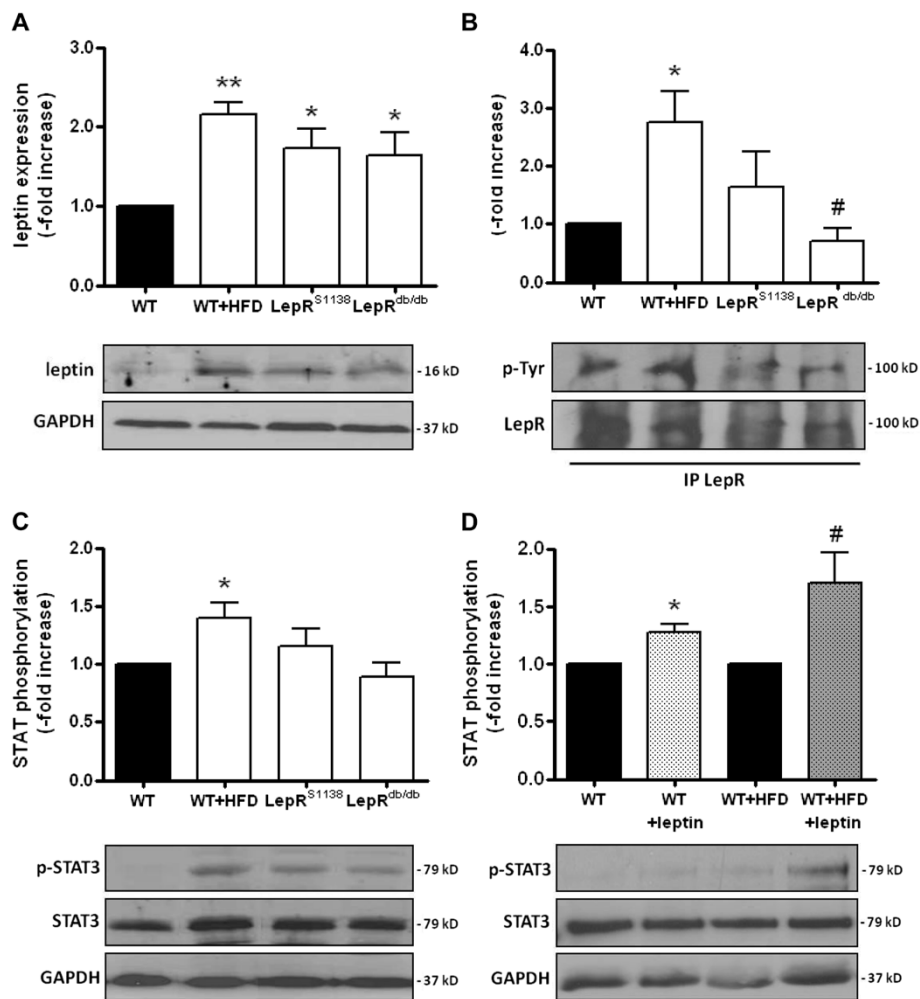 A
leptin expression
(-fold increase)
3.0
2.0
1.0
0.0
**
*
*
WT
WT+HFD
LepR^S1138
LepR^db/db
leptin
- 16 kD
GAPDH
- 37 kD
B
(-fold increase)
4.0
3.0
2.0
1.0
0.0
*
#
WT
WT+HFD
LepR^S1138
LepR^db/db
p-Tyr
- 100 kD
LepR
- 100 kD
IP LepR
C
STAT phosphorylation
(-fold increase)
2.0
1.5
1.0
0.5
0.0
*
WT
WT+HFD
LepR^S1138
LepR^db/db
p-STAT3
- 79 kD
STAT3
- 79 kD
GAPDH
- 37 kD
D
STAT phosphorylation
(-fold increase)
2.0
1.5
1.0
0.5
0.0
*
#
WT
WT
+leptin
WT+HFD
WT+HFD
+leptin
p-STAT3
- 79 kD
STAT3
- 79 kD
GAPDH
- 37 kD